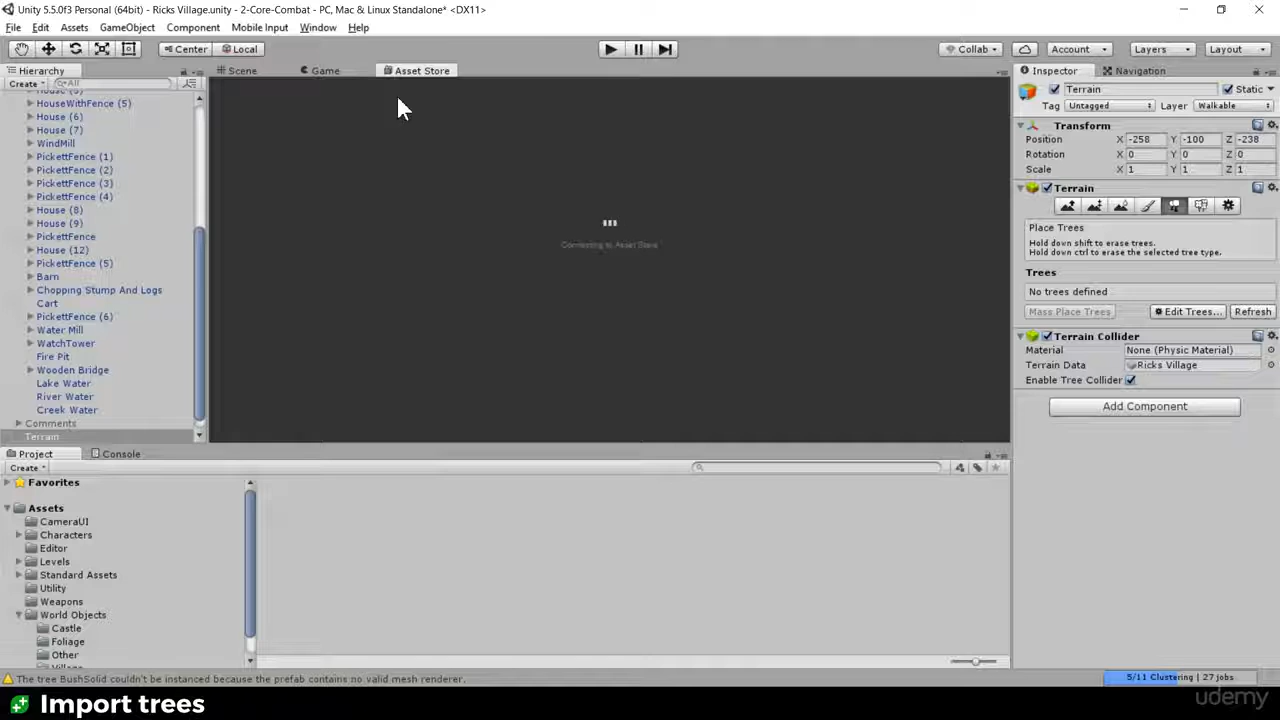 Unity 5.5.0f3 Personal (64bit) - Ricks Village.unity - 2-Core-Combat - PC, Mac & Linux Standalone* <DX11>
File Edit Assets GameObject Component Mobile Input Window Help
Center Local Collab Account Layers Layout
Hierarchy Scene Game Asset Store Inspector Navigation
Create All
HouseWithFence (5)
House (6)
House (7)
WindMill
PickettFence (1)
PickettFence (2)
PickettFence (3)
PickettFence (4)
House (8)
House (9)
PickettFence
House (12)
PickettFence (5)
Barn
Chopping Stump And Logs
Cart
PickettFence (6)
Water Mill
WatchTower
Fire Pit
Wooden Bridge
Lake Water
River Water
Creek Water
Comments
Terrain
Connecting to Asset Store
Terrain Static
Tag Untagged Layer Walkable
Transform
Position X -258 Y -100 Z -238
Rotation X 0 Y 0 Z 0
Scale X 1 Y 1 Z 1
Terrain
Place Trees
Hold down shift to erase trees.
Hold down ctrl to erase the selected tree type.
Trees
No trees defined
Mass Place Trees Edit Trees... Refresh
Terrain Collider
Material None (Physic Material)
Terrain Data Ricks Village
Enable Tree Collider
Add Component
Project Console
Create
Favorites
Assets
CameraUI
Characters
Editor
Levels
Standard Assets
Utility
Weapons
World Objects
Castle
Foliage
Other
Village
The tree BushSolid couldn't be instanced because the prefab contains no valid mesh renderer.
5/11 Clustering | 27 jobs
Import trees
udemy